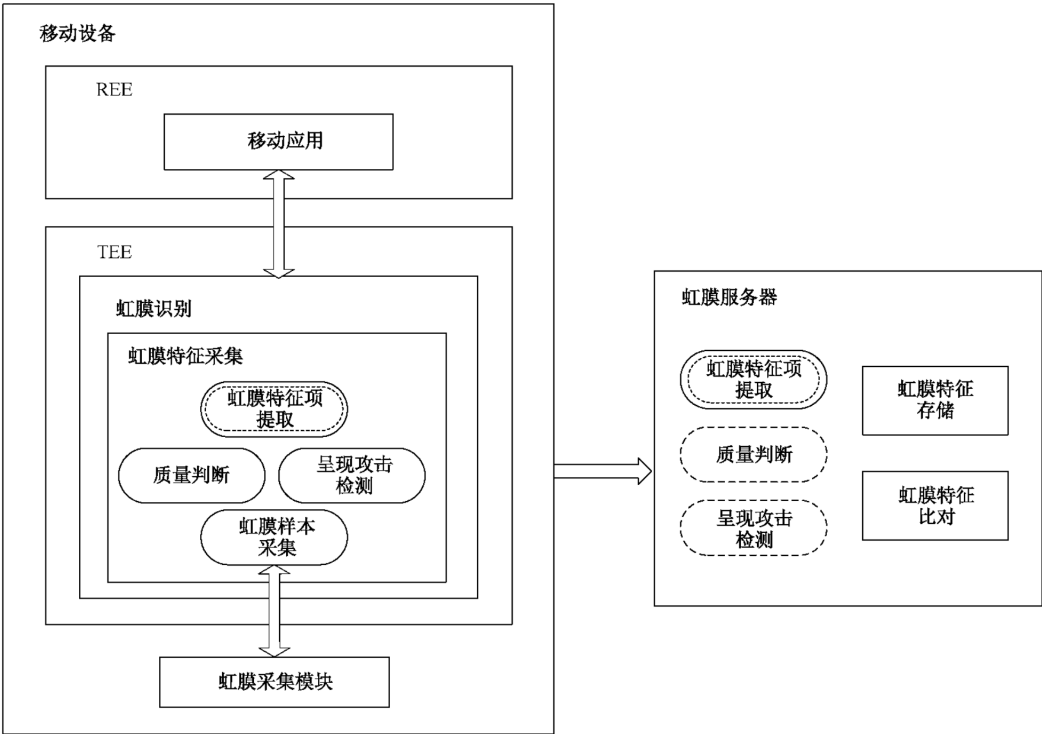 移动设备
REE
移动应用
TEE
虹膜识别
虹膜特征采集
虹膜特征项
提取
质量判断
呈现攻击
检测
虹膜样本
采集
虹膜采集模块
虹膜服务器
虹膜特征项
提取
质量判断
呈现攻击
检测
虹膜特征
存储
虹膜特征
比对